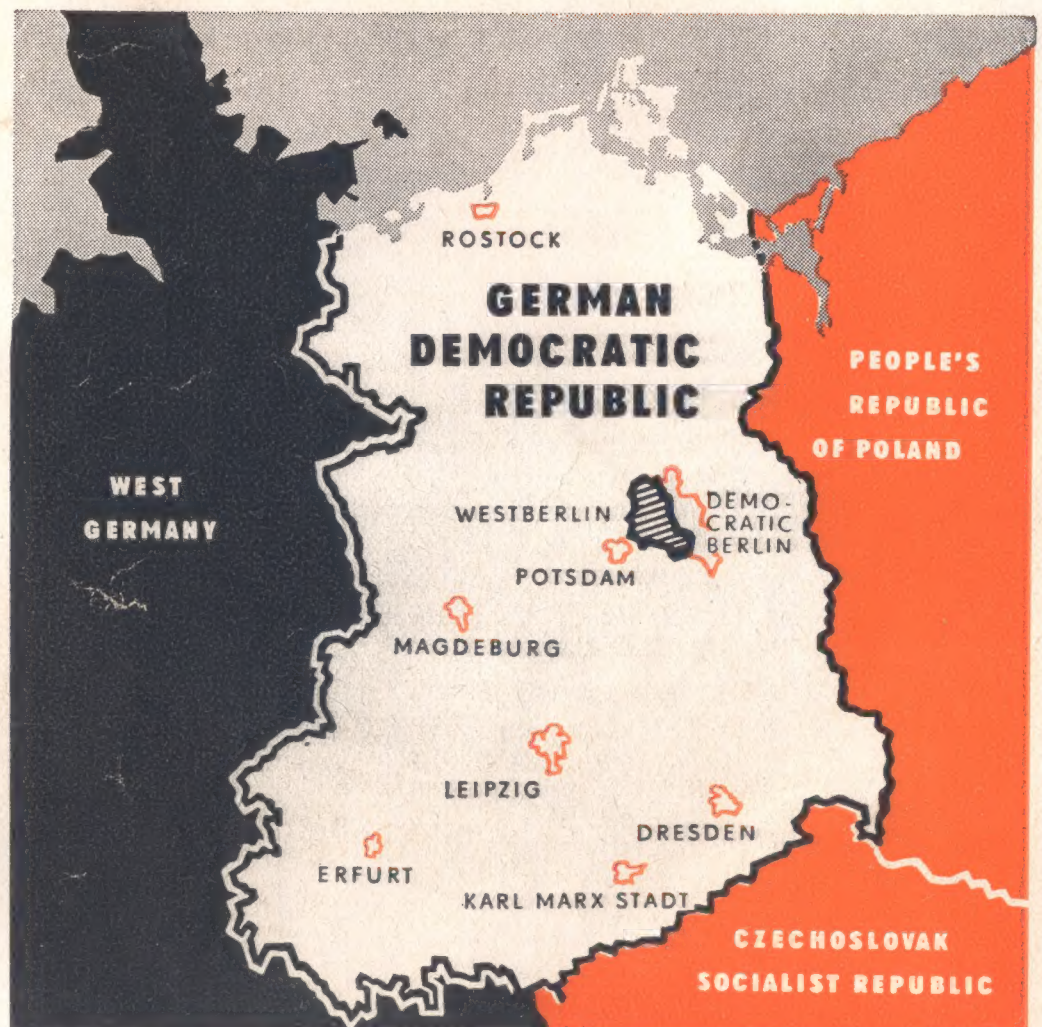 ROSTOCK
GERMAN
DEMOCRATIC
REPUBLIC
PEOPLE'S
REPUBLIC
OF POLAND
WEST
GERMANY
WESTBERLIN
DEMO-
CRATIC
BERLIN
POTSDAM
MAGDEBURG
LEIPZIG
DRESDEN
ERFURT
KARL MARX STADT
CZECHOSLOVAK
SOCIALIST REPUBLIC